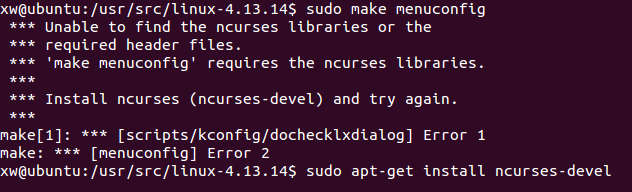 xw@ubuntu:/usr/src/linux-4.13.14$ sudo make menuconfig
*** Unable to find the ncurses libraries or the
*** required header files.
*** 'make menuconfig' requires the ncurses libraries.
***
*** Install ncurses (ncurses-devel) and try again.
***
make[1]: *** [scripts/kconfig/dochecklxdialog] Error 1
make: *** [menuconfig] Error 2
xw@ubuntu:/usr/src/linux-4.13.14$ sudo apt-get install ncurses-devel